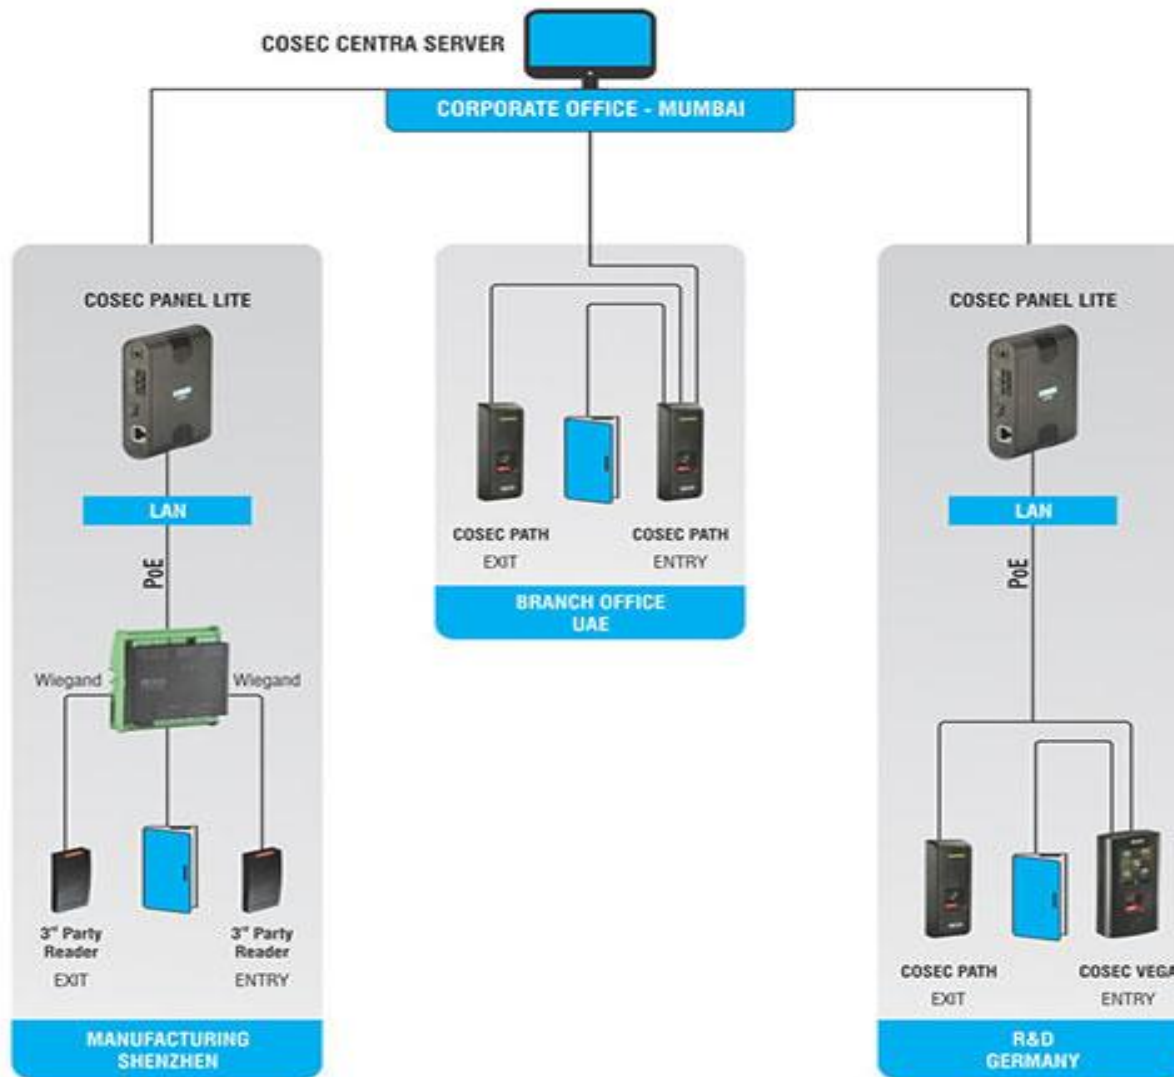 COSEC CENTRA SERVER
CORPORATE OFFICE - MUMBAI
COSEC PANEL LITE
LAN
PoE
Wiegand
Wiegand
3rd Party
Reader
EXIT
3rd Party
Reader
ENTRY
MANUFACTURING
SHENZHEN
COSEC PATH
EXIT
COSEC PATH
ENTRY
BRANCH OFFICE
UAE
COSEC PANEL LITE
LAN
PoE
COSEC PATH
EXIT
COSEC VEGA
ENTRY
R&D
GERMANY